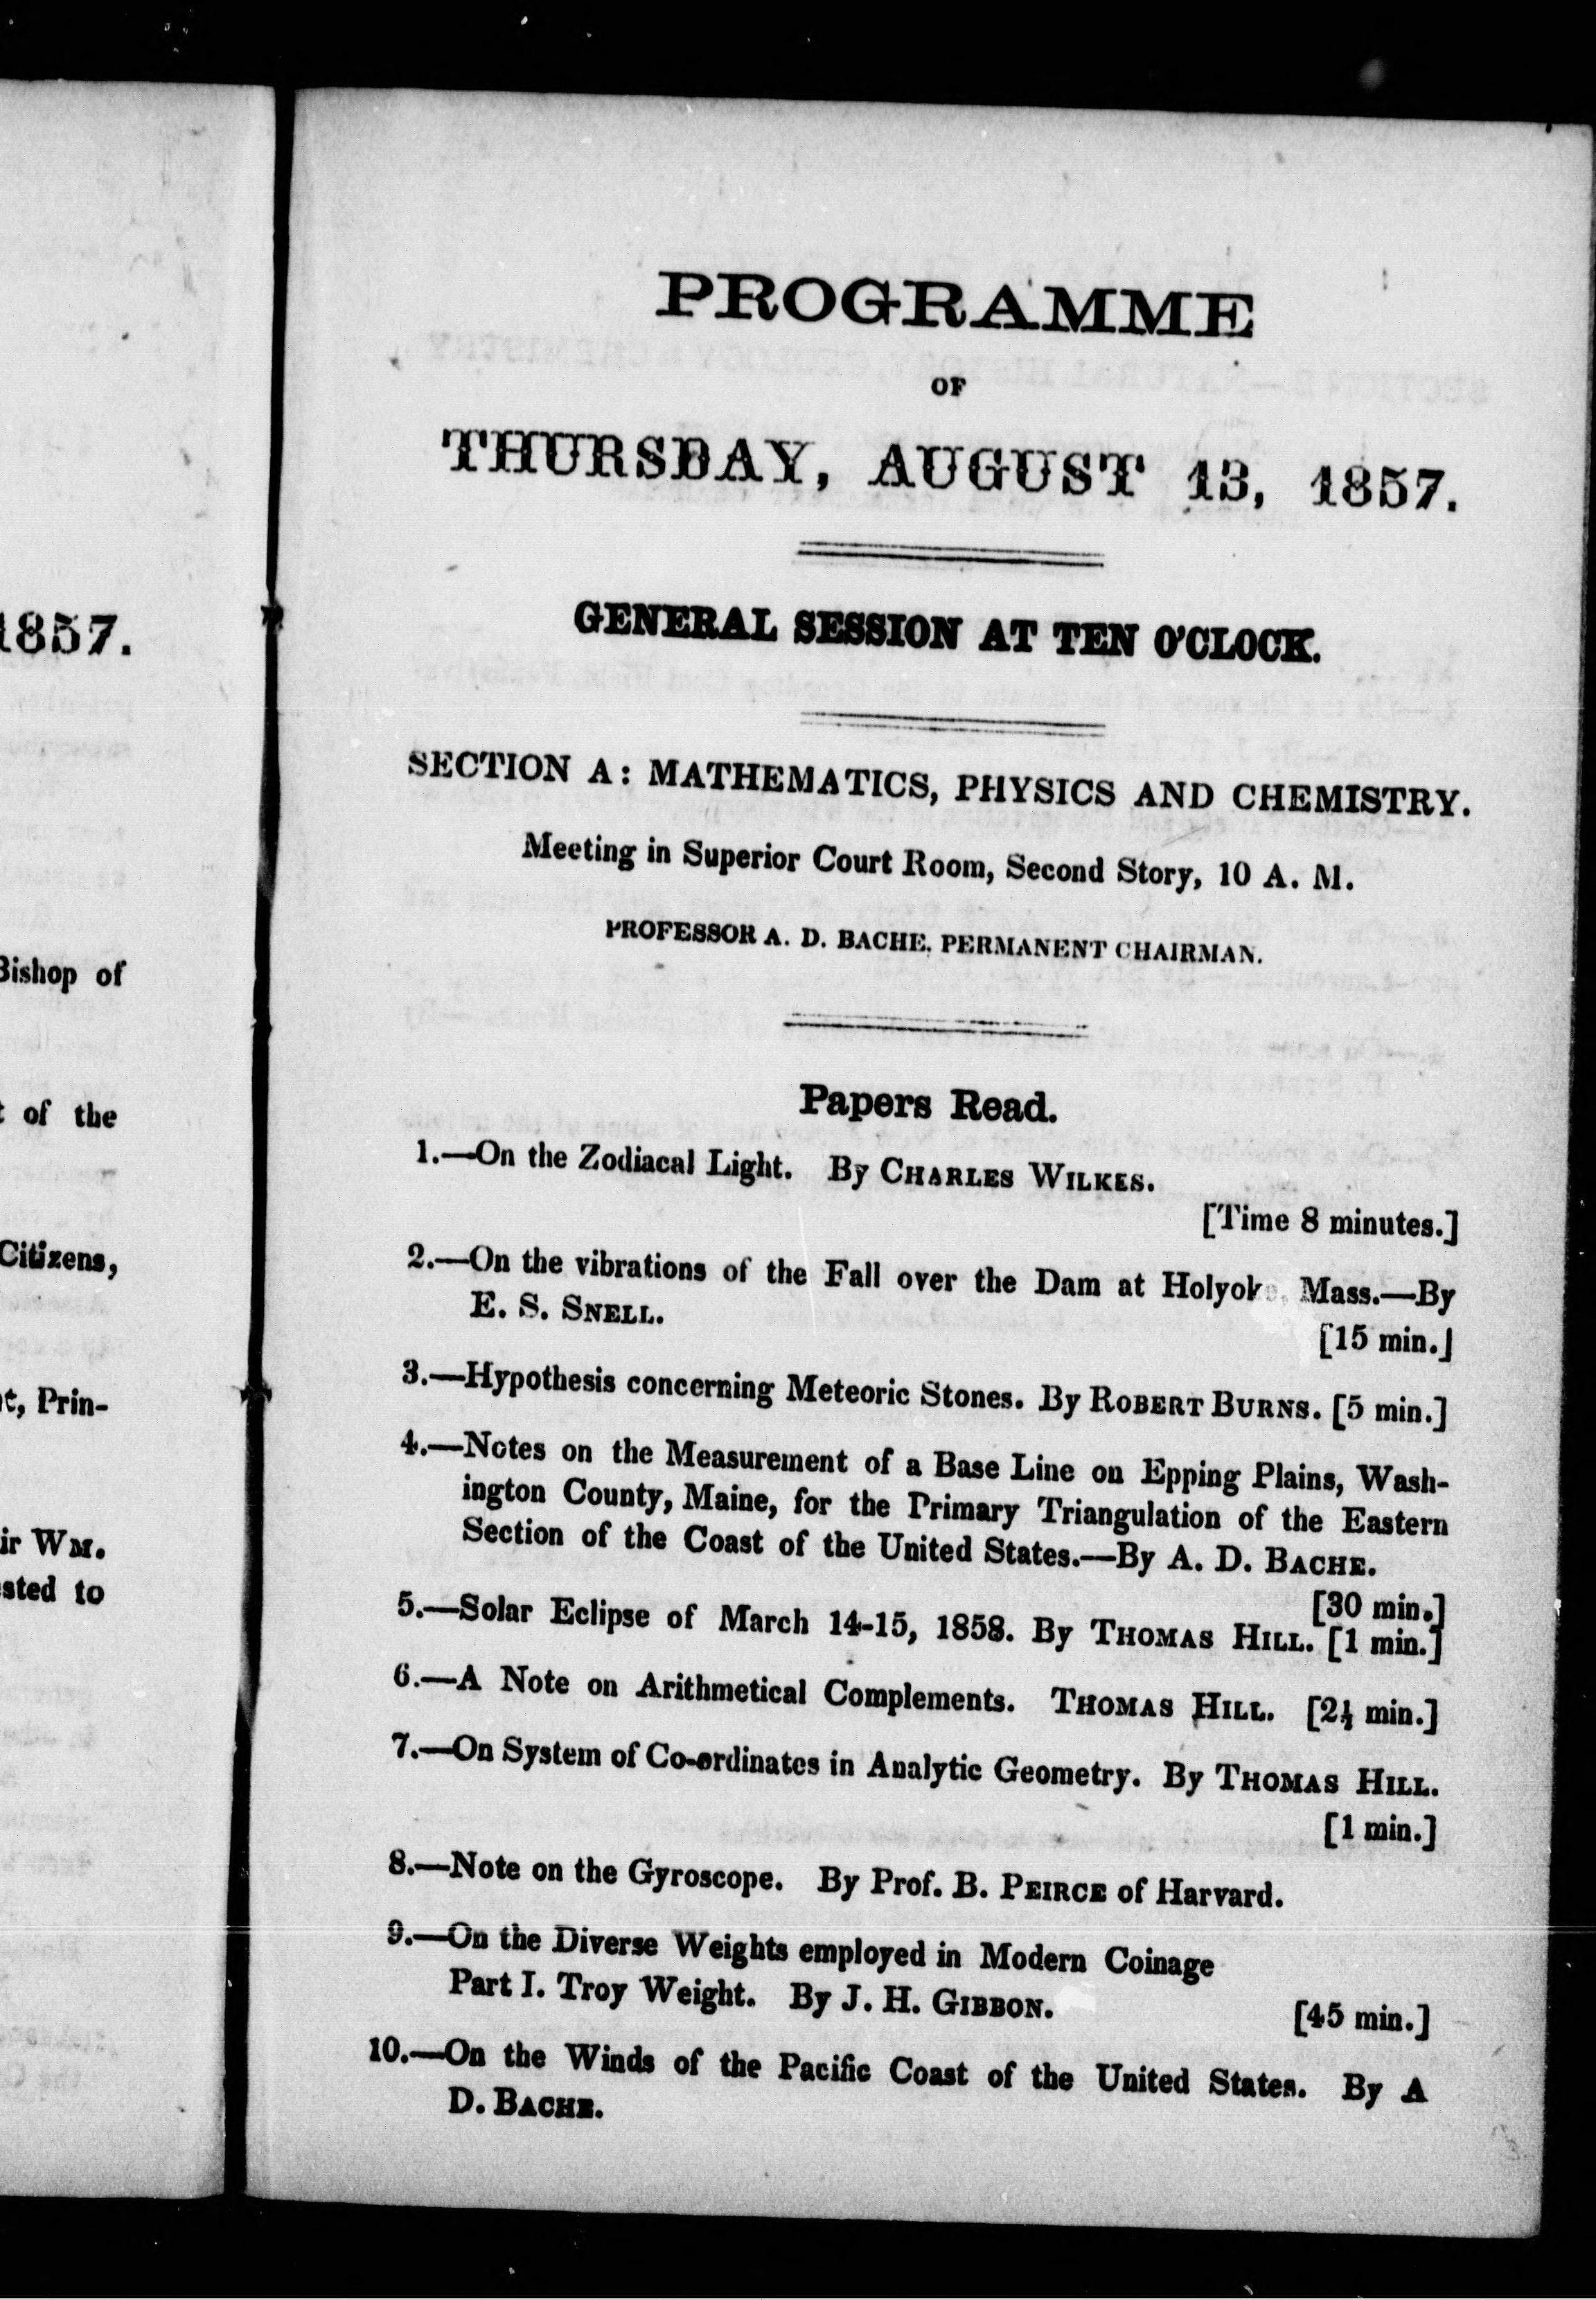 1857.
Bishop of
of the
Citizens,
Prin-
ir WM.
sted to
PROGRAMME
OF
THURSDAY, AUGUST 13, 1857.
GENERAL SESSION AT TEN O'CLOCK.
SECTION A: MATHEMATICS, PHYSICS AND CHEMISTRY.
Meeting in Superior Court Room, Second Story, 10 A. M.
PROFESSOR A. D. BACHE, PERMANENT CHAIRMAN.
Papers Read.
1.—On the Zodiacal Light. By CHARLES WILKES.
[Time 8 minutes.]
2.—On the vibrations of the Fall over the Dam at Holyoke, Mass.—By
E. S. SNELL.
[15 min.]
3.—Hypothesis concerning Meteoric Stones. By ROBERT BURNS. [5 min.]
4.—Notes on the Measurement of a Base Line on Epping Plains, Wash-
ington County, Maine, for the Primary Triangulation of the Eastern
Section of the Coast of the United States.—By A. D. BACHE.
[30 min.]
5.—Solar Eclipse of March 14-15, 1858. By THOMAS HILL. [1 min.]
6.—A Note on Arithmetical Complements. THOMAS HILL. [2½ min.]
7.—On System of Co-ordinates in Analytic Geometry. By THOMAS HILL.
[1 min.]
8.—Note on the Gyroscope. By Prof. B. PEIRCE of Harvard.
9.—On the Diverse Weights employed in Modern Coinage
Part I. Troy Weight. By J. H. GIBBON. [45 min.]
10.—On the Winds of the Pacific Coast of the United States. By A
D. BACHE.